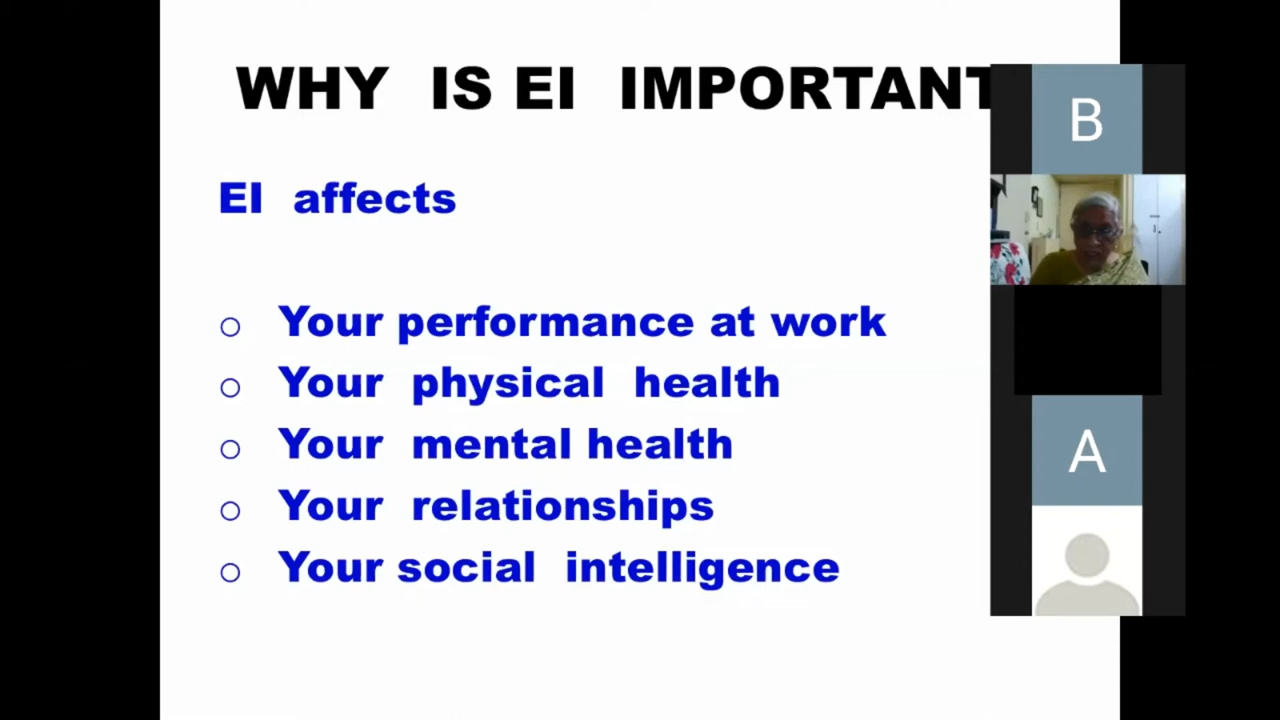 WHY IS EI IMPORTANT
EI affects
Your performance at work
Your physical health
Your mental health
Your relationships
Your social intelligence
B
A